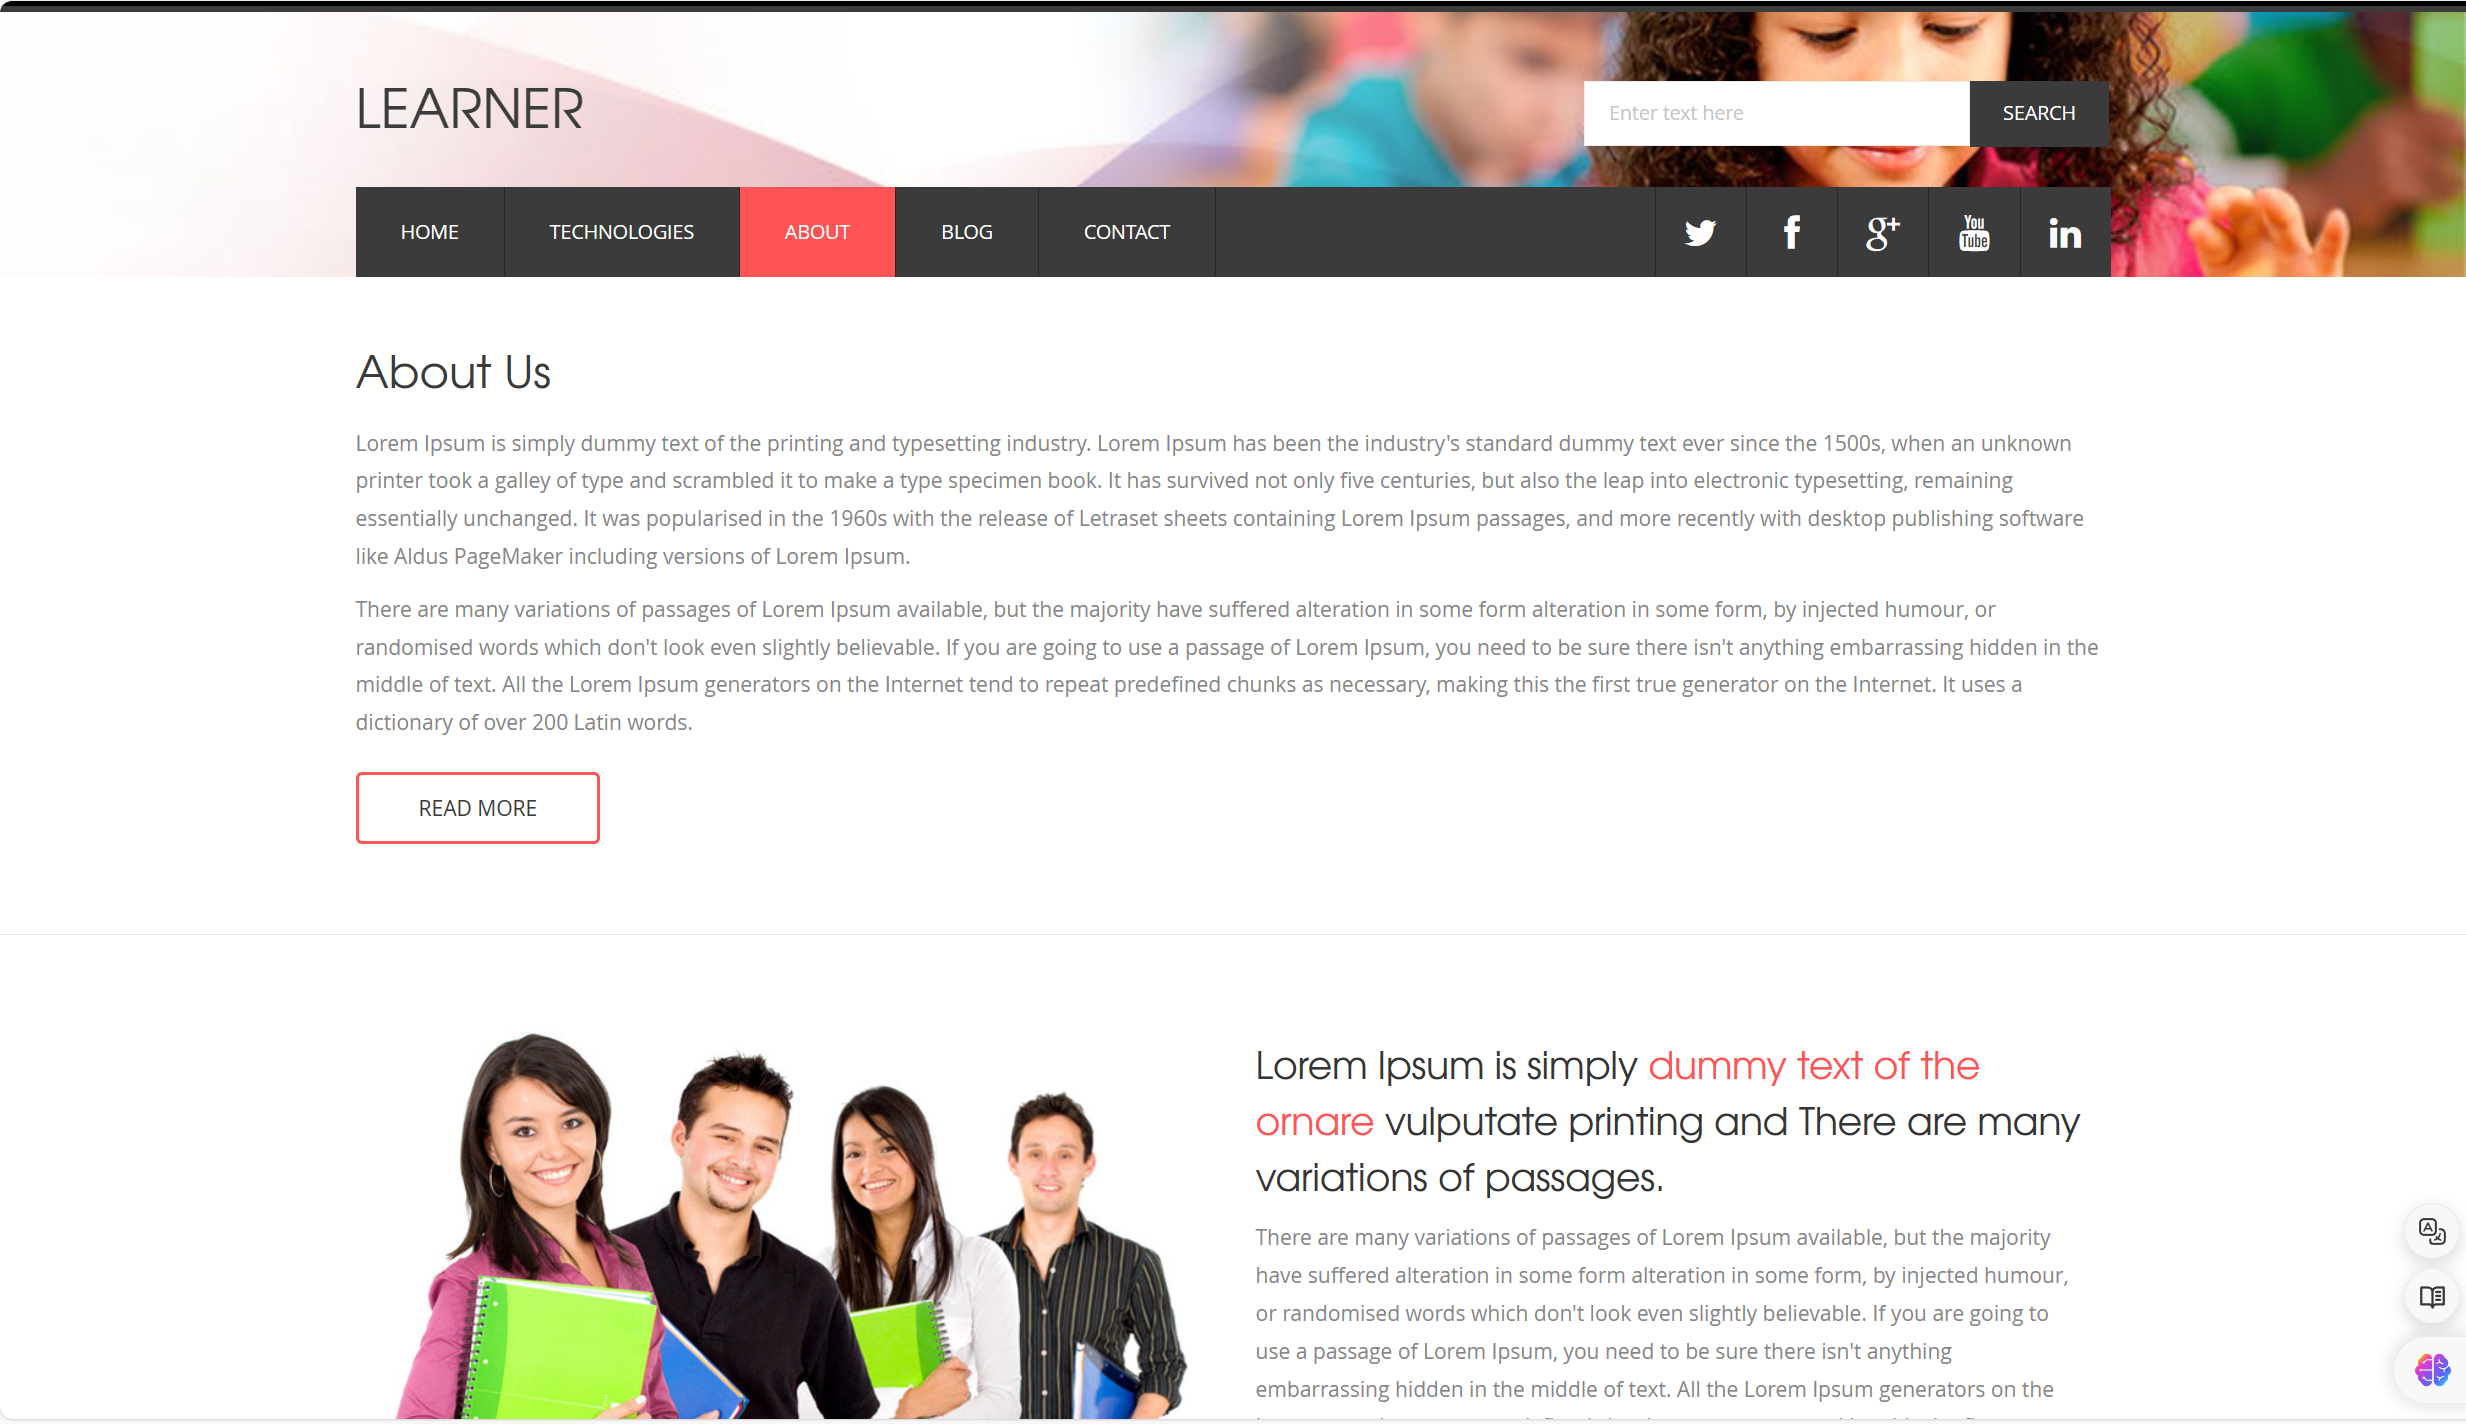 LEARNER
Enter text here
SEARCH
HOME
TECHNOLOGIES
ABOUT
BLOG
CONTACT
You
Tube
About Us
Lorem Ipsum is simply dummy text of the printing and typesetting industry. Lorem Ipsum has been the industry's standard dummy text ever since the 1500s, when an unknown
printer took a galley of type and scrambled it to make a type specimen book. It has survived not only five centuries, but also the leap into electronic typesetting, remaining
essentially unchanged. It was popularised in the 1960s with the release of Letraset sheets containing Lorem Ipsum passages, and more recently with desktop publishing software
like Aldus PageMaker including versions of Lorem Ipsum.
There are many variations of passages of Lorem Ipsum available, but the majority have suffered alteration in some form alteration in some form, by injected humour, or
randomised words which don't look even slightly believable. If you are going to use a passage of Lorem Ipsum, you need to be sure there isn't anything embarrassing hidden in the
middle of text. All the Lorem Ipsum generators on the Internet tend to repeat predefined chunks as necessary, making this the first true generator on the Internet. It uses a
dictionary of over 200 Latin words.
READ MORE
Lorem Ipsum is simply dummy text of the
ornare vulputate printing and There are many
variations of passages.
There are many variations of passages of Lorem Ipsum available, but the majority
have suffered alteration in some form alteration in some form, by injected humour,
or randomised words which don't look even slightly believable. If you are going to
use a passage of Lorem Ipsum, you need to be sure there isn't anything
embarrassing hidden in the middle of text. All the Lorem Ipsum generators on the